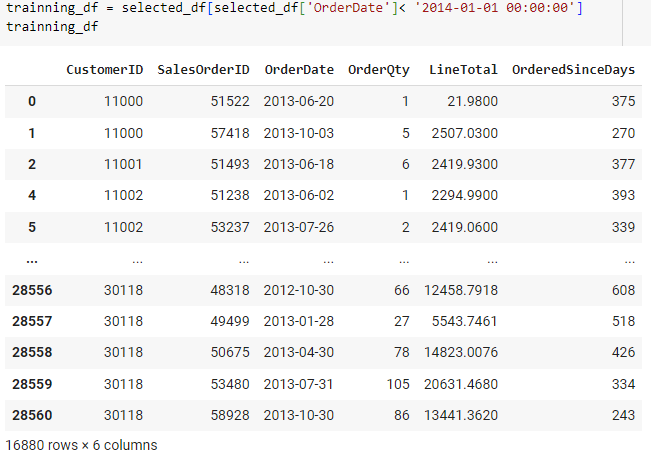 trainning_df = selected_df[selected_df['OrderDate']< '2014-01-01 00:00:00']
trainning_df
CustomerID SalesOrderID OrderDate OrderQty LineTotal OrderedSinceDays
0 11000 51522 2013-06-20 1 21.9800 375
1 11000 57418 2013-10-03 5 2507.0300 270
2 11001 51493 2013-06-18 6 2419.9300 377
4 11002 51238 2013-06-02 1 2294.9900 393
5 11002 53237 2013-07-26 2 2419.0600 339
... ... ... ... ... ... ...
28556 30118 48318 2012-10-30 66 12458.7918 608
28557 30118 49499 2013-01-28 27 5543.7461 518
28558 30118 50675 2013-04-30 78 14823.0076 426
28559 30118 53480 2013-07-31 105 20631.4680 334
28560 30118 58928 2013-10-30 86 13441.3620 243
16880 rows × 6 columns